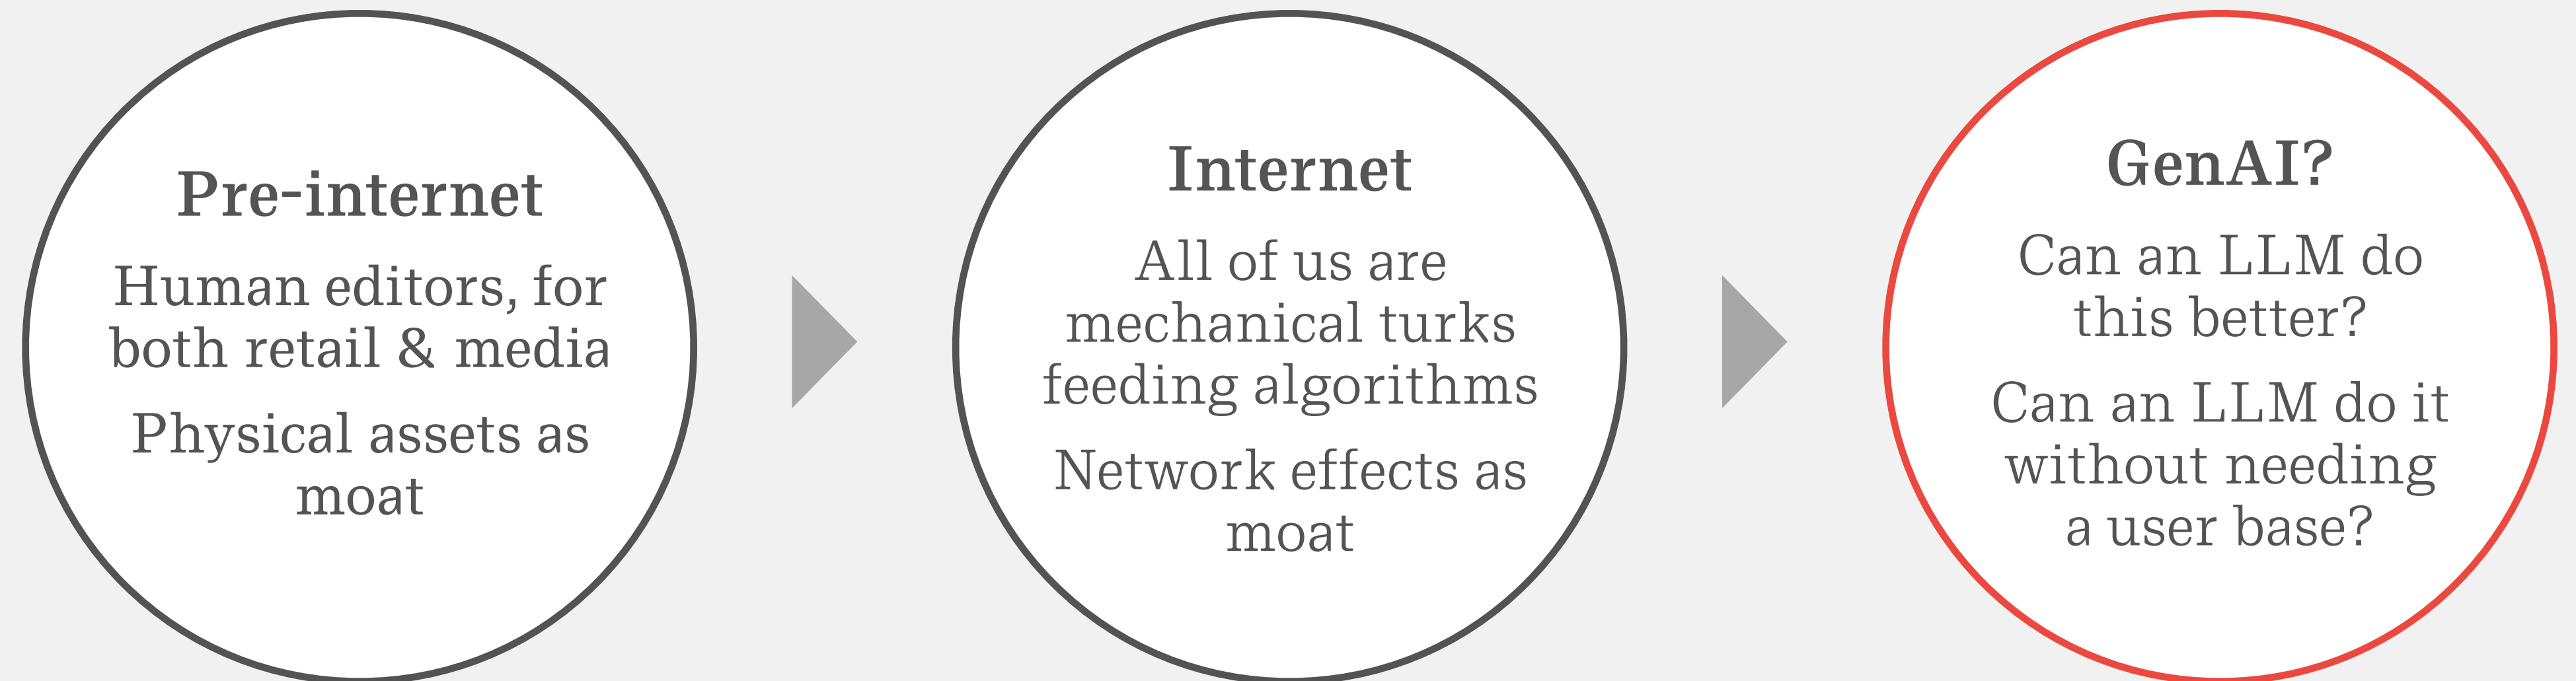 Pre-internet
Human editors, for
both retail & media
Physical assets as
moat
Internet
All of us are
mechanical turks
feeding algorithms
Network effects as
moat
GenAI?
Can an LLM do
this better?
Can an LLM do it
without needing
a user base?